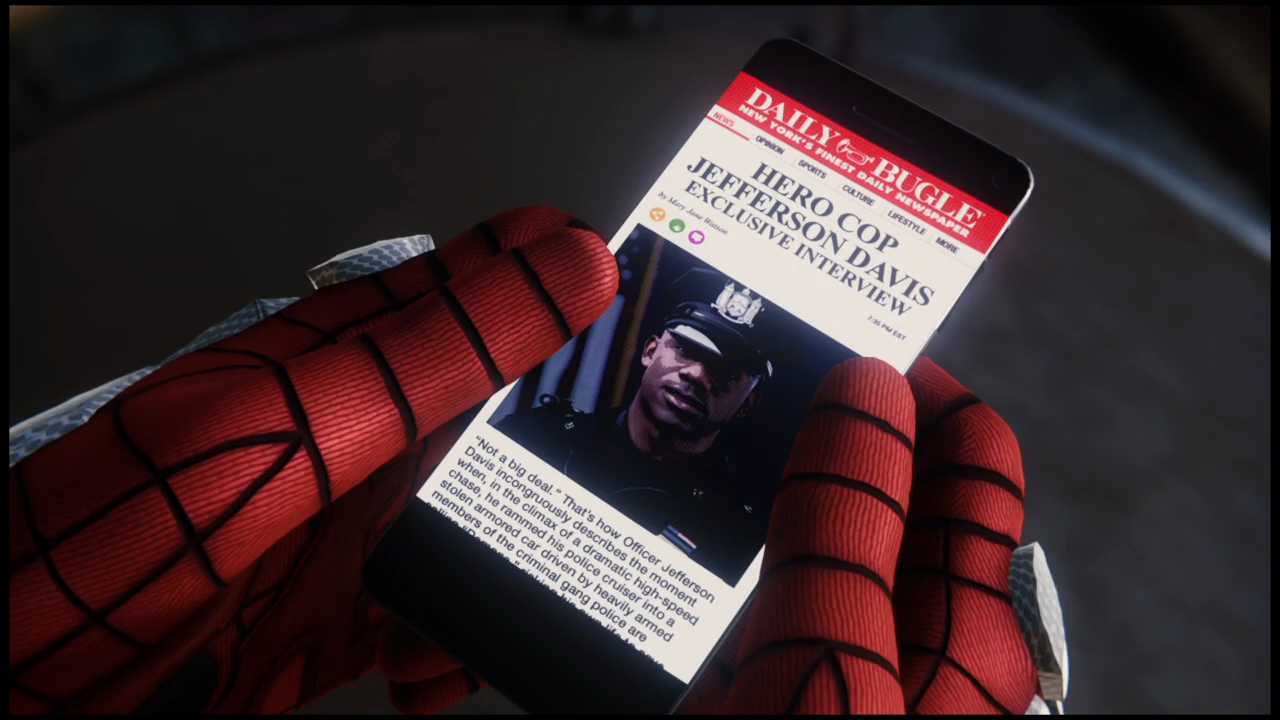 DAILY BUGLE
NEW YORK'S FINEST DAILY NEWSPAPER
NEWS OPINION SPORTS CULTURE LIFESTYLE MORE
HERO COP
JEFFERSON DAVIS
EXCLUSIVE INTERVIEW
by Mary Jane Watson
7:35 PM EST
"Not a big deal." That's how Officer Jefferson
Davis incongruously describes the moment
when, in the climax of a dramatic high-speed
chase, he rammed his police cruiser into a
stolen armored car driven by heavily armed
members of the criminal gang police are